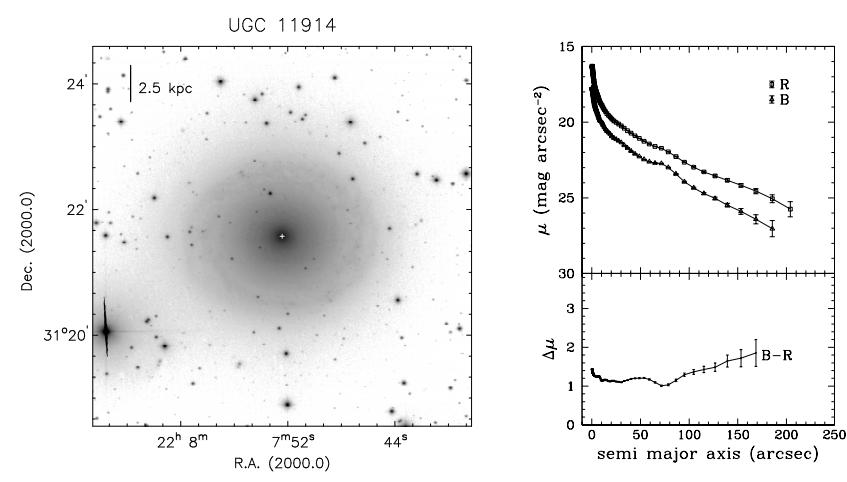 UGC 11914
24'
2.5 kpc
22'
31°20'
Dec. (2000.0)
22ʰ 8ᵐ
7ᵐ52ˢ
44ˢ
R.A. (2000.0)
15
20
25
30
μ (mag arcsec⁻²)
R
B
3
2
1
0
Δμ
B−R
0 50 100 150 200 250
semi major axis (arcsec)